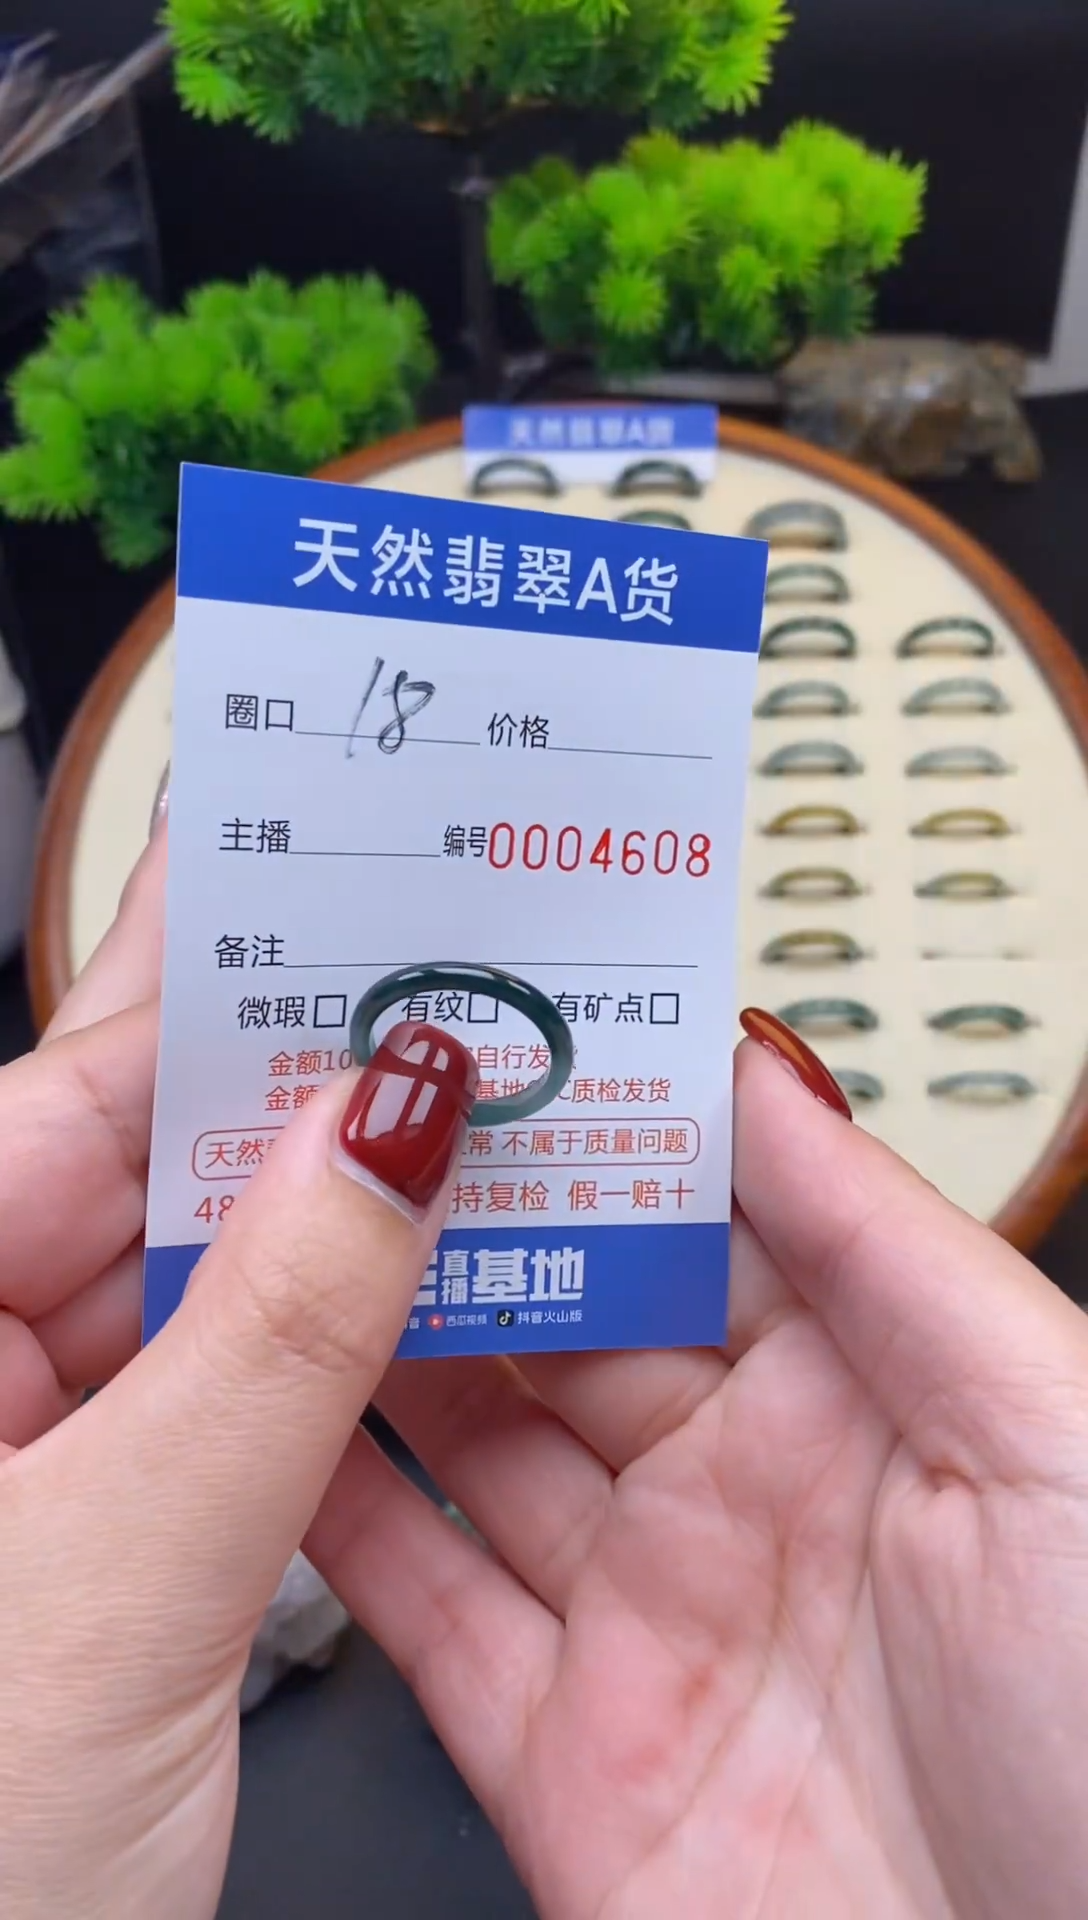 天然翡翠A货
天然翡翠A货
圈口 18 价格
主播 编号0004608
备注
微瑕 有纹 有矿点
金额10 自行发货
金额 基地 质检发货
天然 常 不属于质量问题
48 持复检 假一赔十
直播基地
音 西瓜视频 抖音火山版